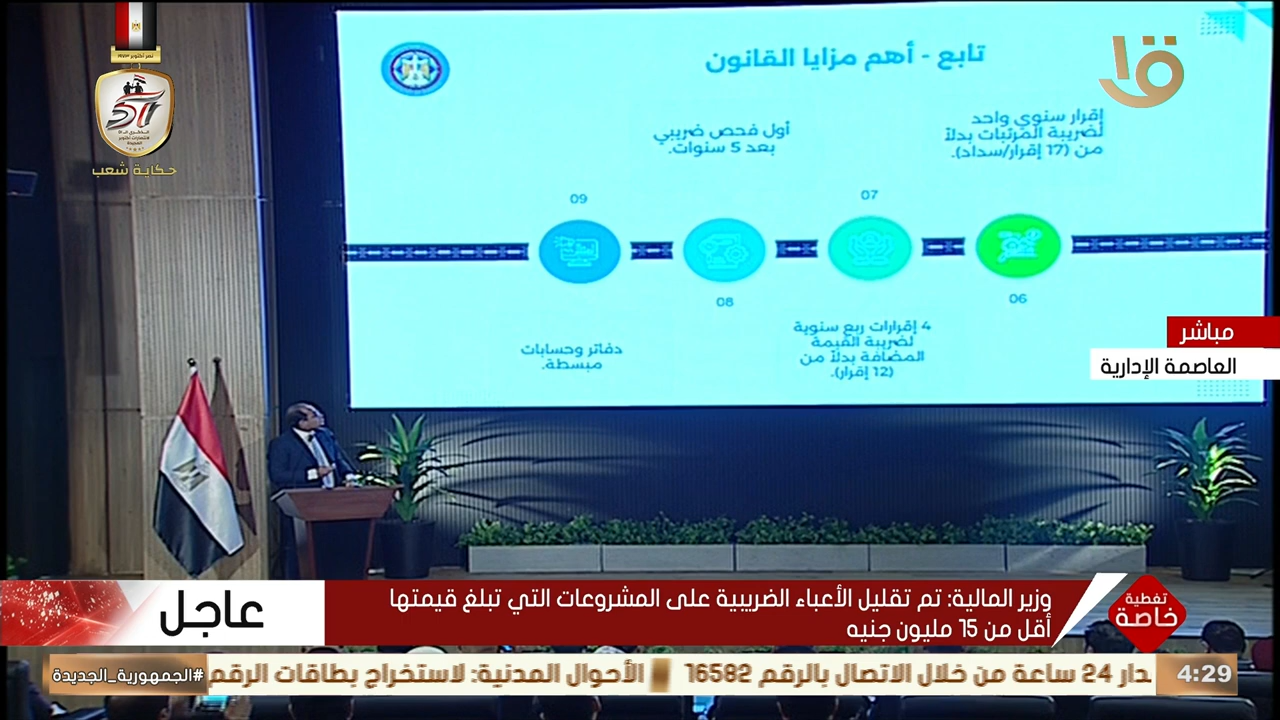 نصر أكتوبر ١٩٧٣
حكاية شعب
تابع - أهم مزايا القانون
إقرار سنوي واحد
لضريبة المرتبات بدلاً
من (17 إقرار/سداد).
أول فحص ضريبي
بعد 5 سنوات.
09
07
08
06
4 إقرارات ربع سنوية
لضريبة القيمة
المضافة بدلاً من
(12 إقرار).
دفاتر وحسابات
مبسطة.
مباشر
العاصمة الإدارية
تغطية
خاصة
عاجل
وزير المالية: تم تقليل الأعباء الضريبية على المشروعات التي تبلغ قيمتها
أقل من 15 مليون جنيه
4:29
دار 24 ساعة من خلال الاتصال بالرقم 16582 الأحوال المدنية: لاستخراج بطاقات الرقم
#الجمهورية_الجديدة